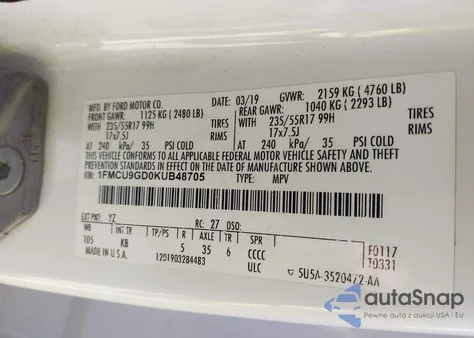 MFD. BY FORD MOTOR CO.
03/19 GVWR: 2159 KG ( 4760 LB)
FRONT GAWR: 1125 KG ( 2480 LB) REAR GAWR: 1040 KG ( 2293 LB)
WITH WITH
235/55R17 99H TIRES 235/55R17 99H TIRES
17x7.5J RIMS 17x7.5J RIMS
AT 240 kPa/ 35 PSI COLD AT 240 kPa/ 35 PSI COLD
THIS VEHICLE CONFORMS TO ALL APPLICABLE FEDERAL MOTOR VEHICLE SAFETY AND THEFT
PREVENTION STANDARDS IN EFFECT ON THE DATE OF MANUFACTURE SHOWN ABOVE.
VIN: 1FMCU9GD0KUB48705
TYPE: MPV
EXT PNT: YZ RC: 27 DSO:
WB INT TR TP/PS R AXLE TR SPR
105 KB 5 35 6 CCCC
MADE IN U.S.A. ULC
F0117
T0331
1201903284483
5U5A-3520472-AA
autoSnap
Pewne auta z odbicia USA - EU